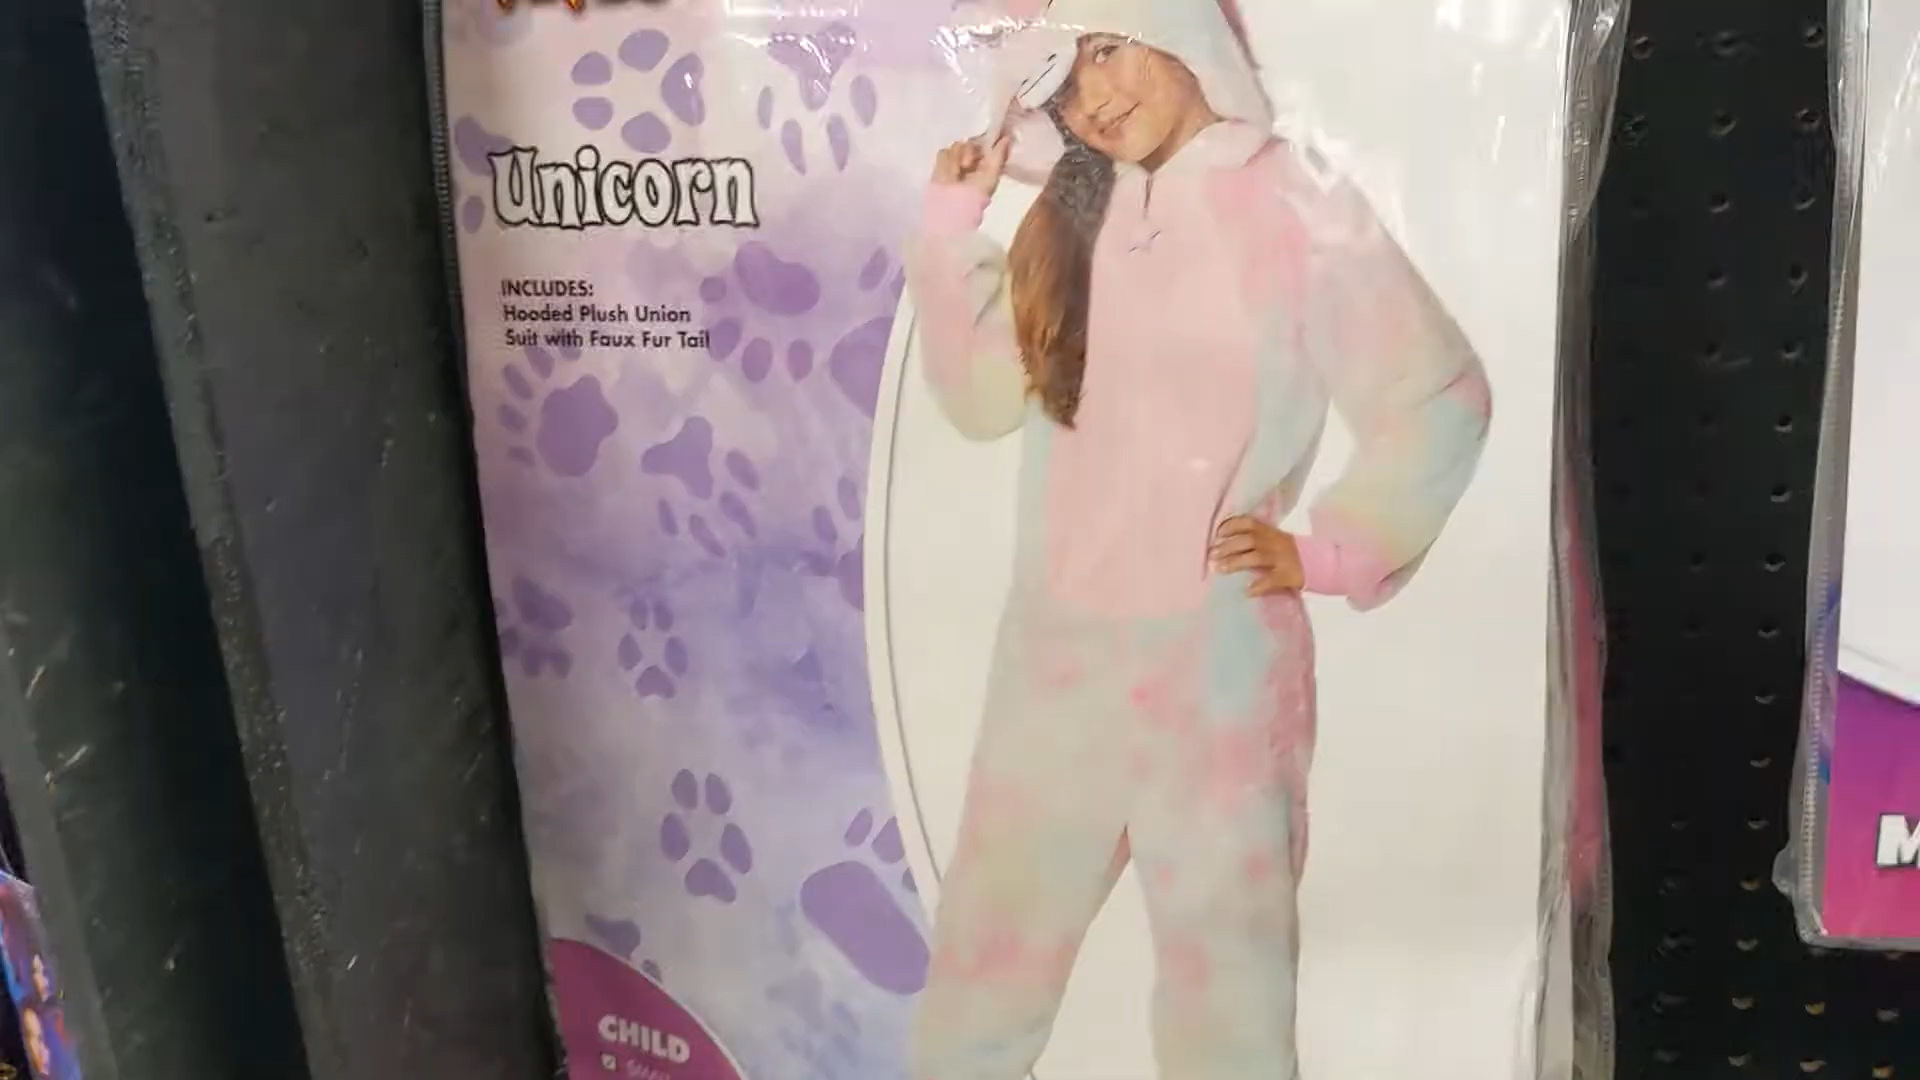 Unicorn
INCLUDES:
Hooded Plush Union
Suit with Faux Fur Tail
CHILD